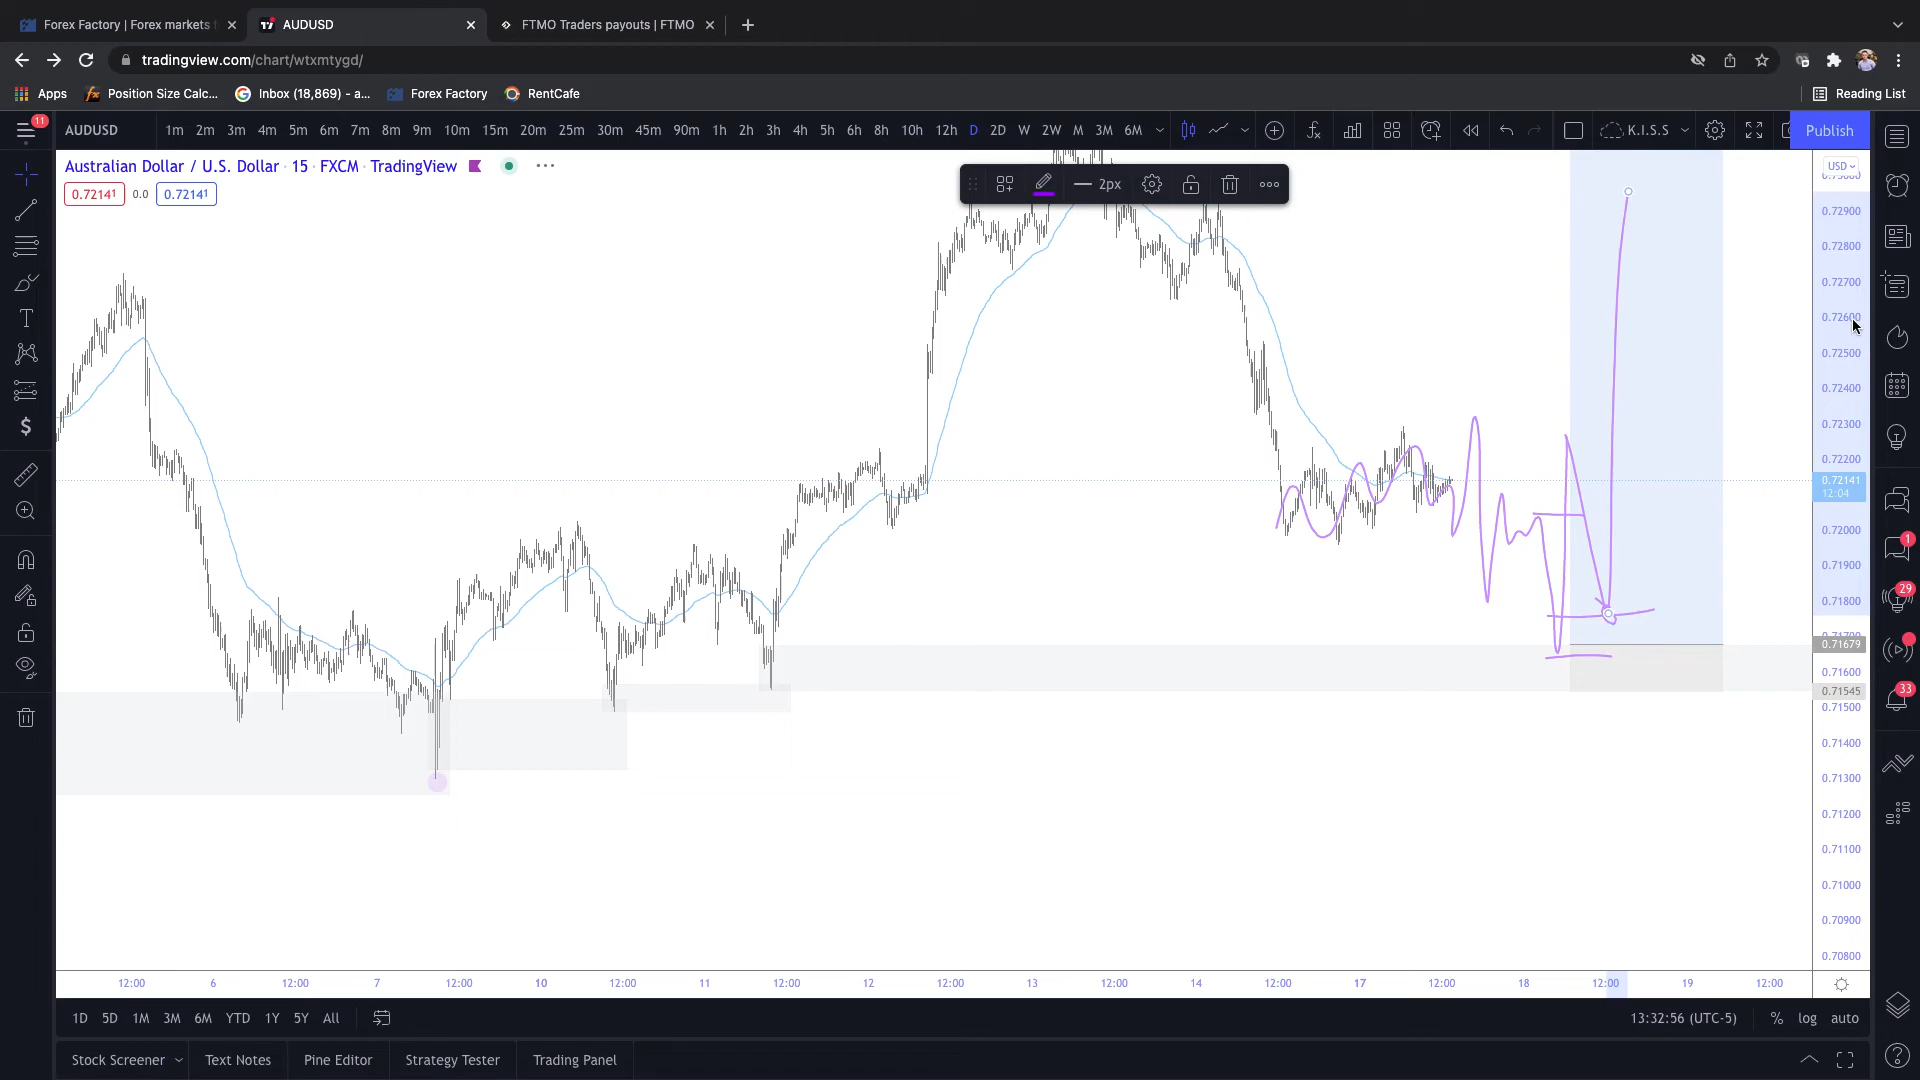 Forex Factory | Forex markets f
AUDUSD
FTMO Traders payouts | FTMO
tradingview.com/chart/wtxmtygd/
Apps
Position Size Calc...
Inbox (18,869) - a...
Forex Factory
RentCafe
Reading List
11
AUDUSD
1m 2m 3m 4m 5m 6m 7m 8m 9m 10m 15m 20m 25m 30m 45m 90m 1h 2h 3h 4h 5h 6h 8h 10h 12h D 2D W 2W M 3M 6M
K.I.S.S
Publish
Australian Dollar / U.S. Dollar · 15 · FXCM · TradingView
0.72141 0.0 0.72141
2px
USD
0.72900
0.72800
0.72700
0.72600
0.72500
0.72400
0.72300
0.72200
0.72141
12:04
0.72000
0.71900
0.71800
0.71700
0.71679
0.71600
0.71545
0.71500
0.71400
0.71300
0.71200
0.71100
0.71000
0.70900
0.70800
1
29
33
12:00 6 12:00 7 12:00 10 12:00 11 12:00 12 12:00 13 12:00 14 12:00 17 12:00 18 12:00 19 12:00
1D 5D 1M 3M 6M YTD 1Y 5Y All
13:32:56 (UTC-5)
% log auto
Stock Screener
Text Notes
Pine Editor
Strategy Tester
Trading Panel